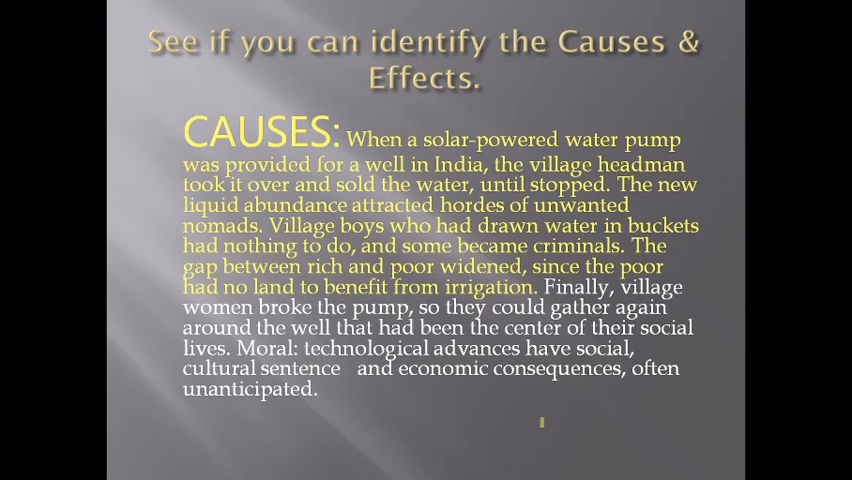 See if you can identify the Causes &
Effects.
CAUSES: When a solar-powered water pump
was provided for a well in India, the village headman
took it over and sold the water, until stopped. The new
liquid abundance attracted hordes of unwanted
nomads. Village boys who had drawn water in buckets
had nothing to do, and some became criminals. The
gap between rich and poor widened, since the poor
had no land to benefit from irrigation. Finally, village
women broke the pump, so they could gather again
around the well that had been the center of their social
lives. Moral: technological advances have social,
cultural sentence and economic consequences, often
unanticipated.